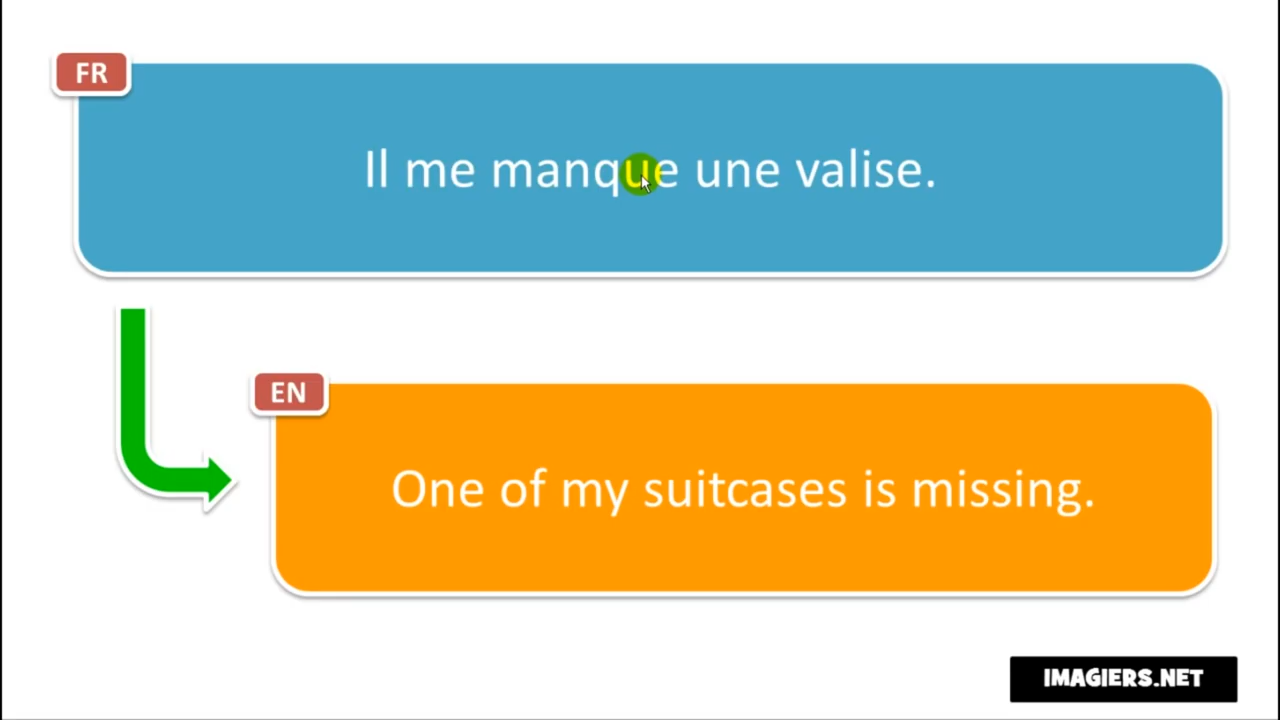 FR
Il me manque une valise.
EN
One of my suitcases is missing.
IMAGIERS.NET